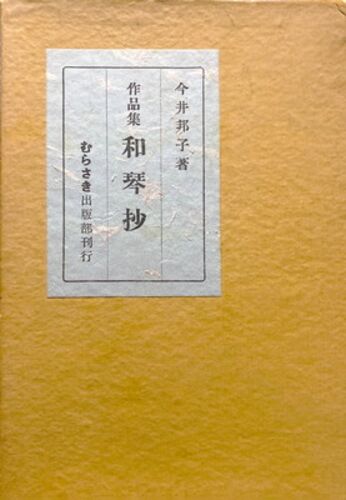 今井邦子著
作品集 和琴抄
むらさき出版部刊行